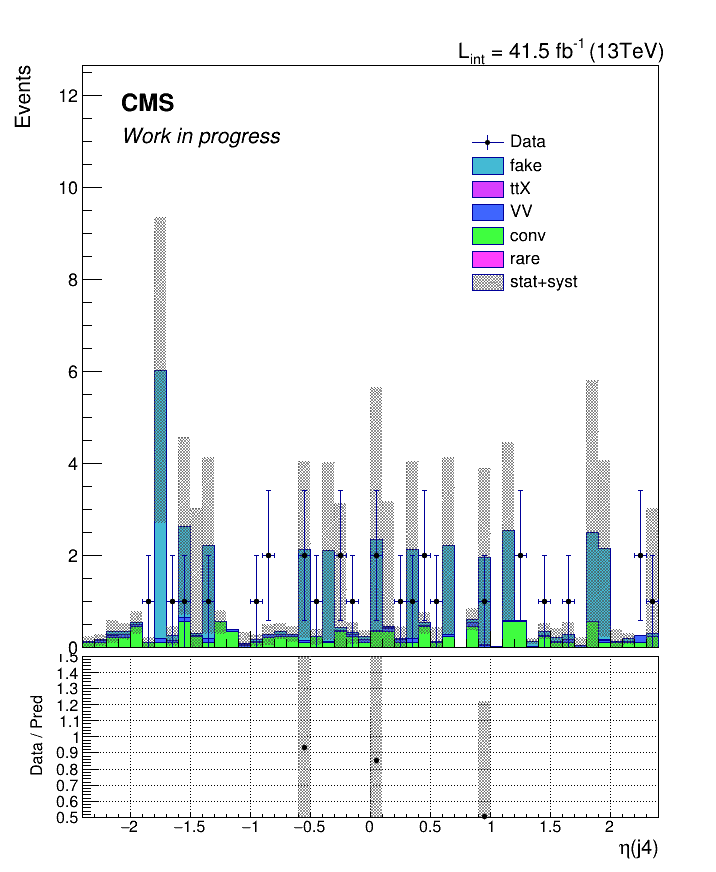 L_int = 41.5 fb^-1 (13TeV)
Events
CMS
Work in progress
Data
fake
ttX
VV
conv
rare
stat+syst
12
10
8
6
4
2
0
Data / Pred
1.5
1.4
1.3
1.2
1.1
1
0.9
0.8
0.7
0.6
0.5
−2 −1.5 −1 −0.5 0 0.5 1 1.5 2
η(j4)